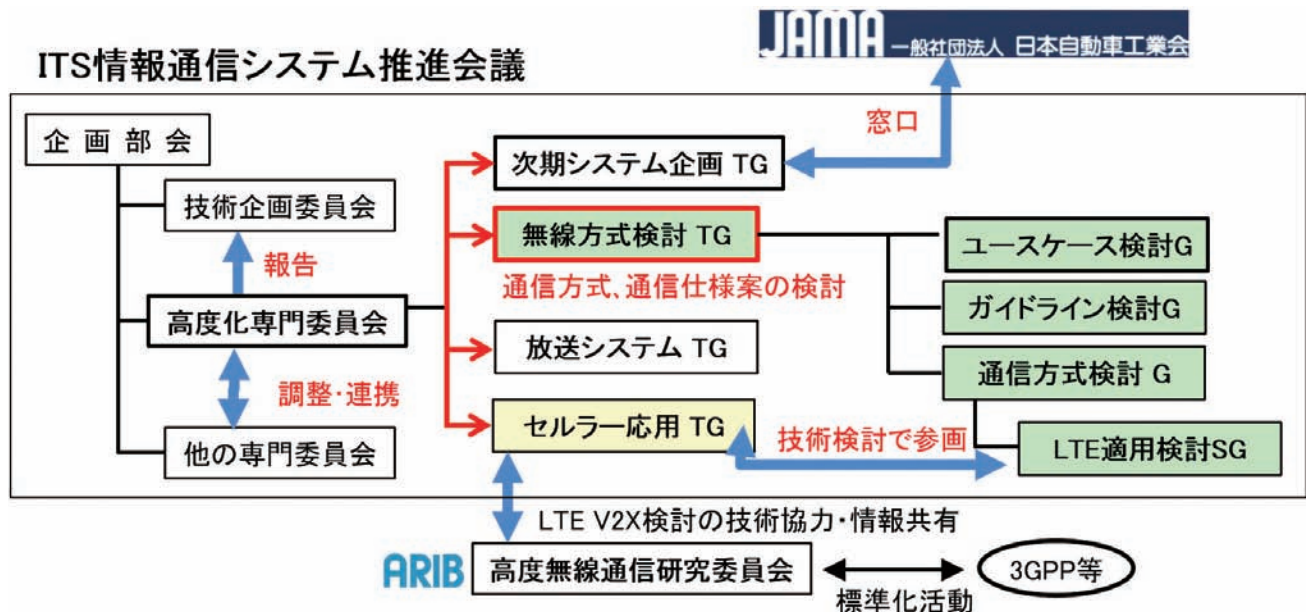 JAMA 一般社団法人 日本自動車工業会
ITS情報通信システム推進会議
企 画 部 会
窓口
次期システム企画 TG
技術企画委員会
無線方式検討 TG
ユースケース検討G
報告
通信方式、通信仕様案の検討
ガイドライン検討G
高度化専門委員会
放送システム TG
通信方式検討 G
調整・連携
セルラー応用 TG
技術検討で参画
他の専門委員会
LTE適用検討SG
LTE V2X検討の技術協力・情報共有
ARIB 高度無線通信研究委員会
3GPP等
標準化活動